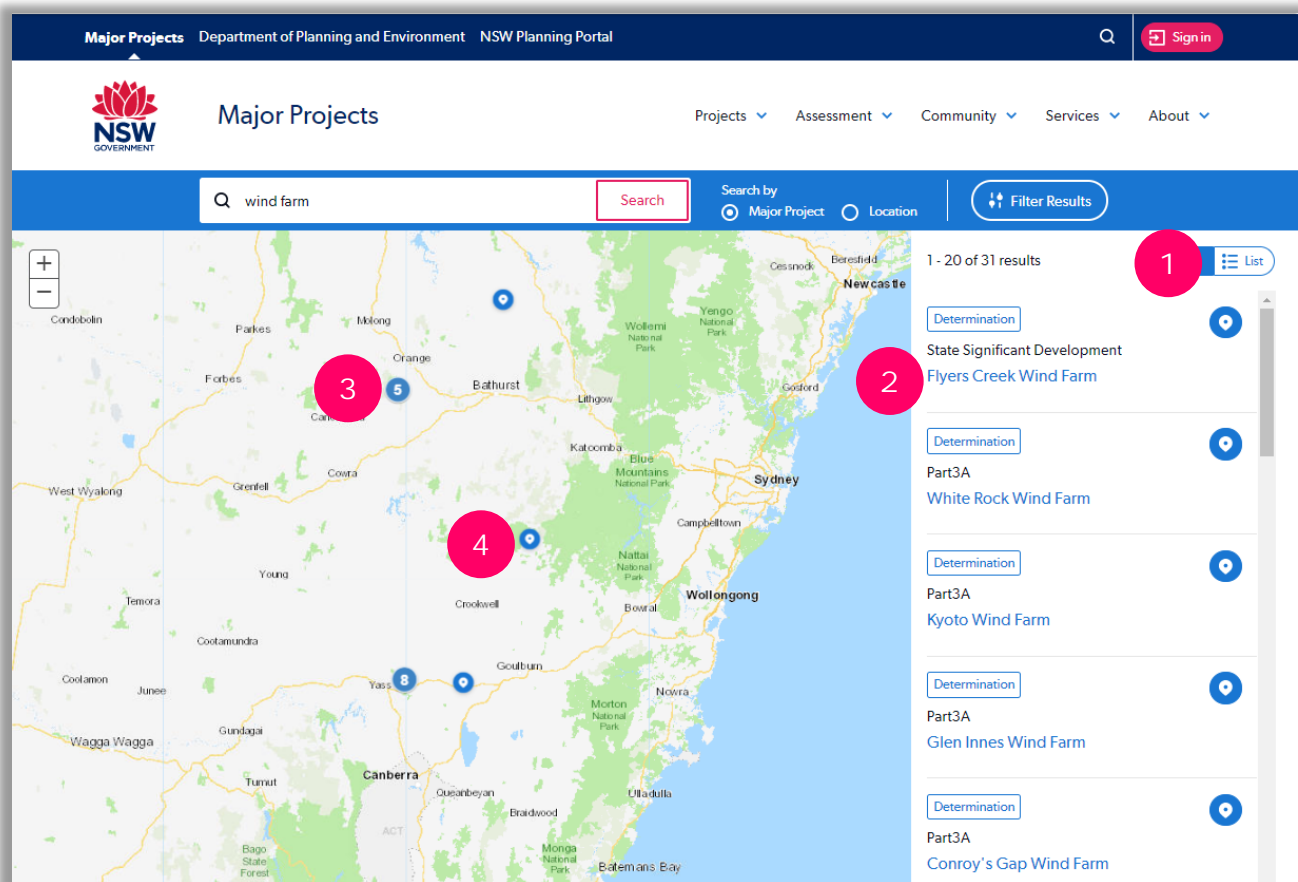 Major Projects Department of Planning and Environment NSW Planning Portal Sign in
NSW
GOVERNMENT
Major Projects
Projects Assessment Community Services About
wind farm Search
Search by
Major Project Location
Filter Results
+
−
1 - 20 of 31 results
1
List
Determination
State Significant Development
2
Flyers Creek Wind Farm
Determination
Part3A
White Rock Wind Farm
Determination
Part3A
Kyoto Wind Farm
Determination
Part3A
Glen Innes Wind Farm
Determination
Part3A
Conroy's Gap Wind Farm
Cessnock
Beresfield
Newcastle
Condobolin
Parkes
Molong
Wollemi
National
Park
Yengo
National
Park
Orange
Forbes
3
5
Bathurst
Gosford
Lithgow
Katoomba
Blue
Mountains
National Park
Cowra
Sydney
West Wyalong
Grenfell
Campbelltown
4
Nattai
National
Park
Young
Temora
Crookwell
Bowral
Wollongong
Cootamundra
Goulburn
Coolamon
Junee
Yass
8
Nowra
Morton
National
Park
Gundagai
Wagga Wagga
Canberra
Tumut
Queanbeyan
Ulladulla
Braidwood
ACT
Bago
State
Forest
Monga
National
Park
Batemans Bay